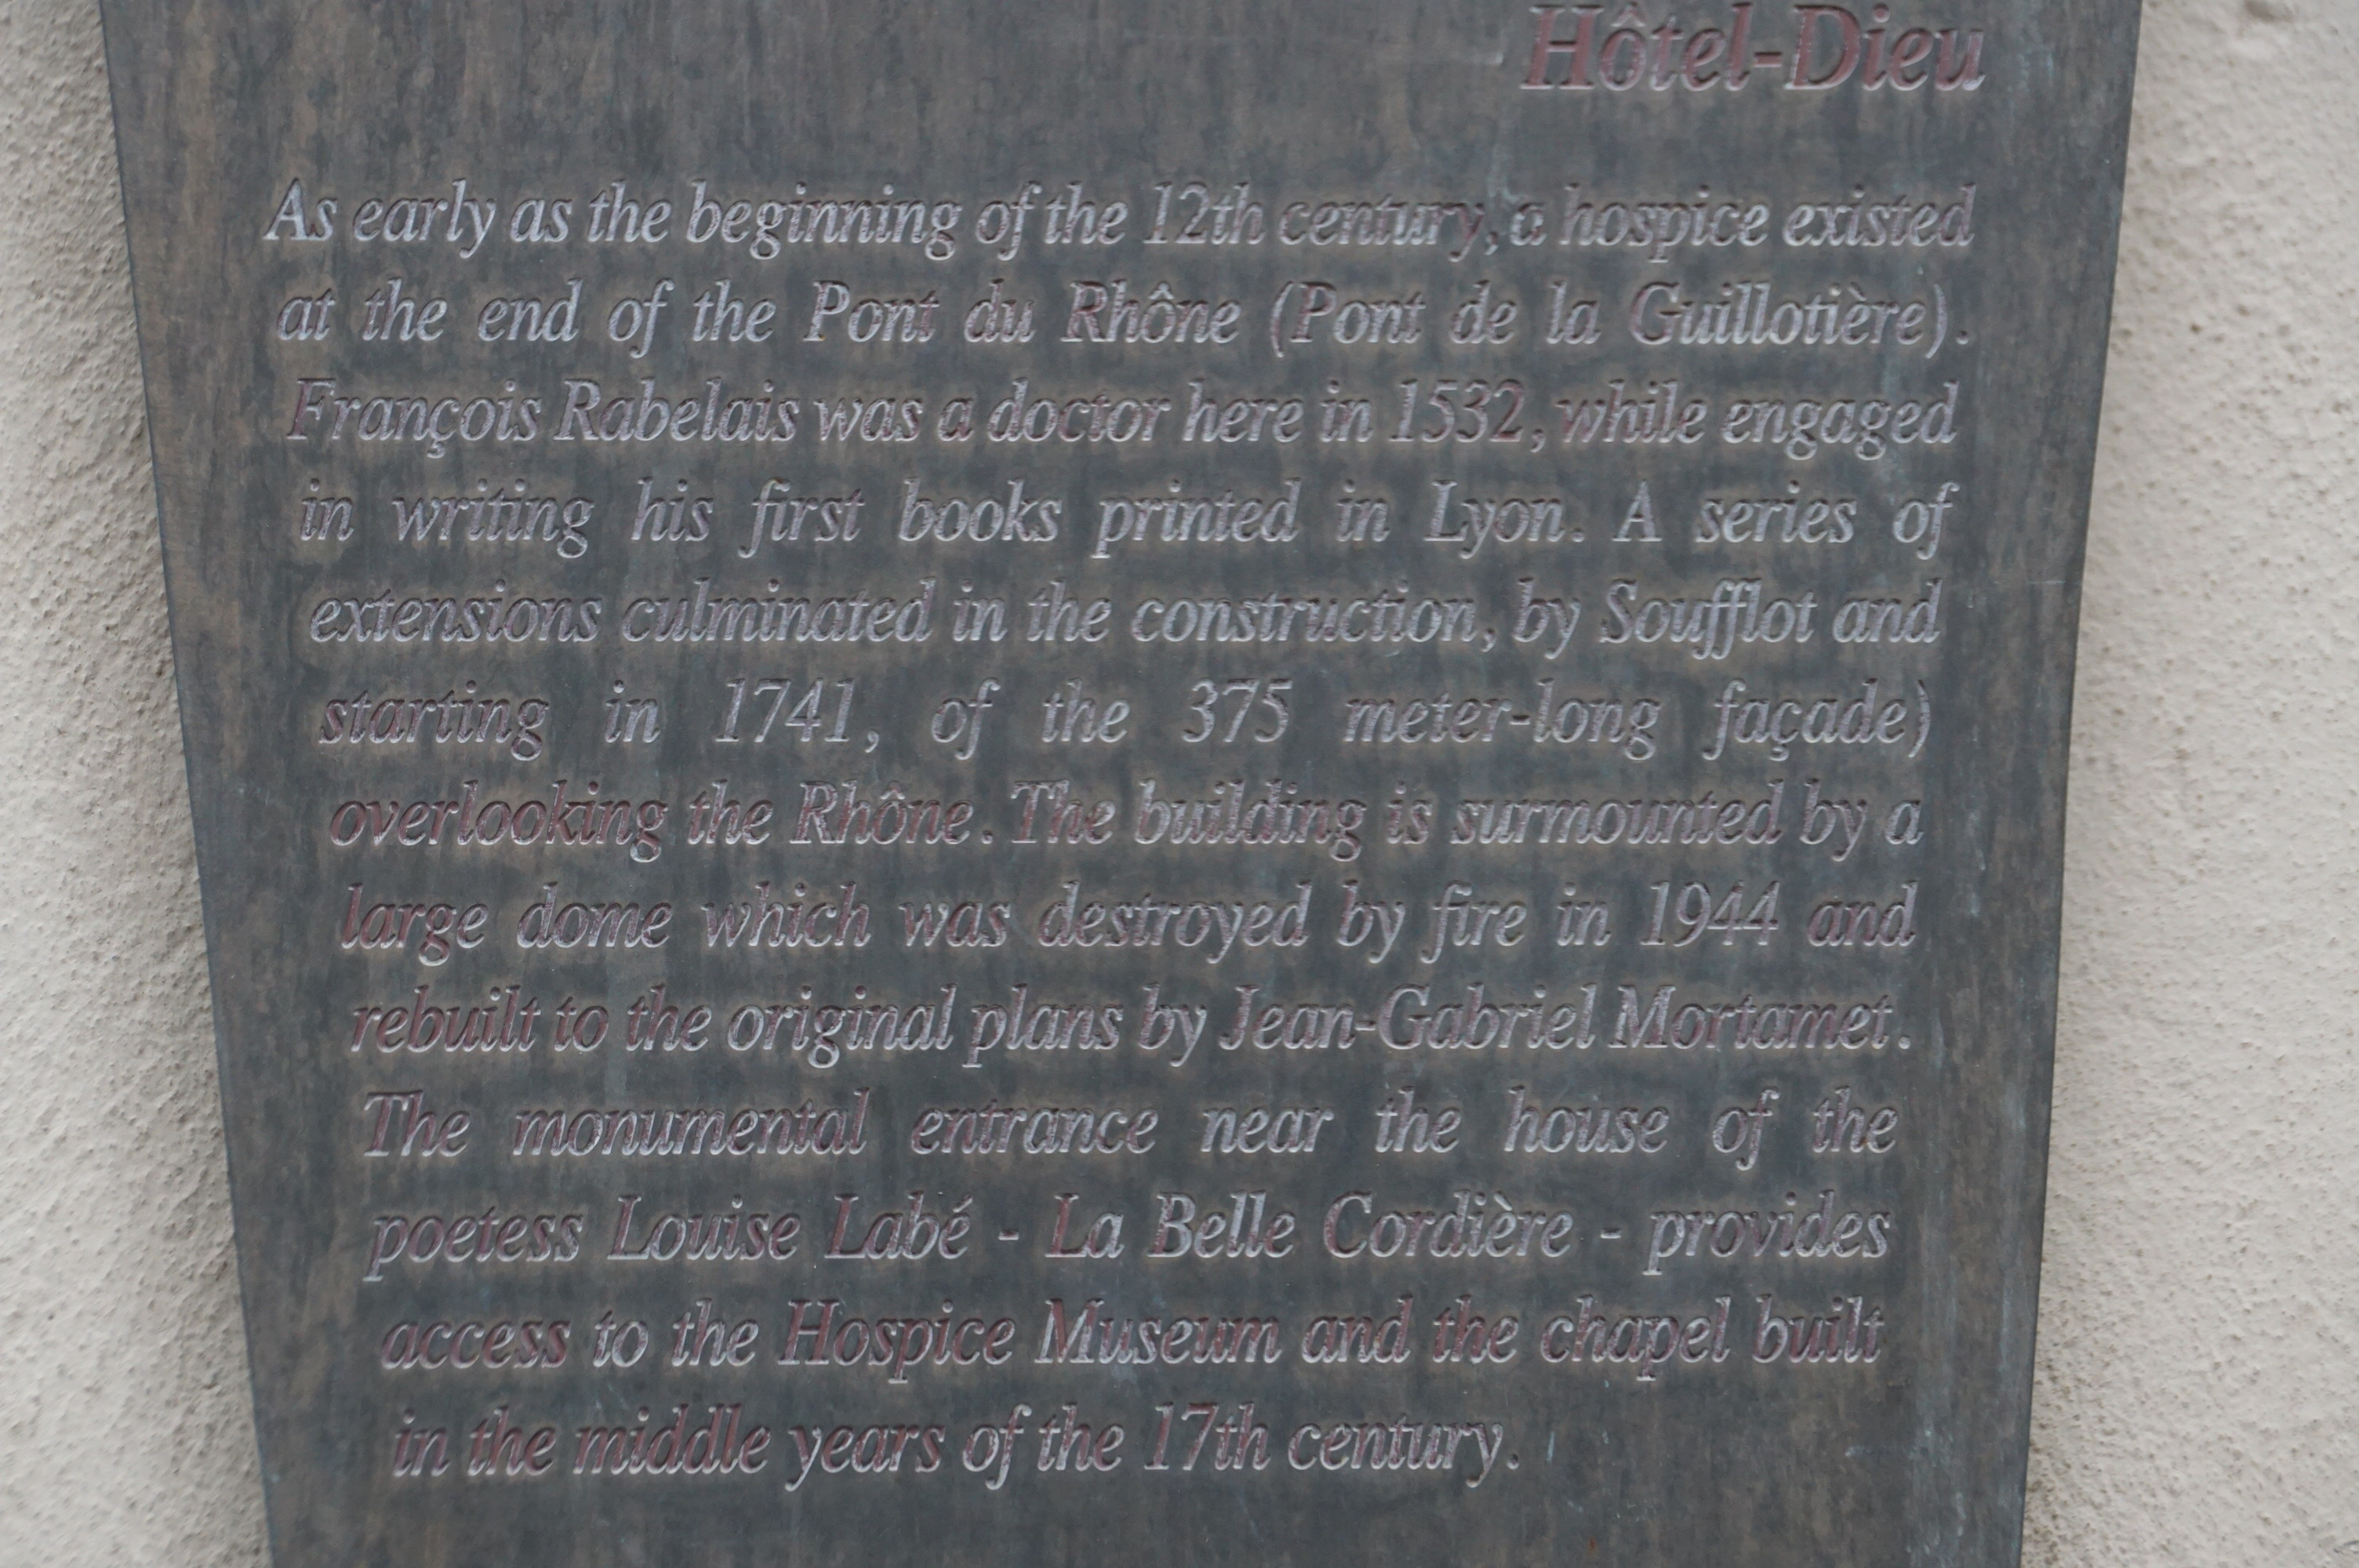 Hôtel-Dieu
As early as the beginning of the 12th century, a hospice existed
at the end of the Pont du Rhône (Pont de la Guillotière).
François Rabelais was a doctor here in 1532, while engaged
in writing his first books printed in Lyon. A series of
extensions culminated in the construction, by Soufflot and
starting in 1741, of the 375 meter-long façade)
overlooking the Rhône. The building is surmounted by a
large dome which was destroyed by fire in 1944 and
rebuilt to the original plans by Jean-Gabriel Mortamet.
The monumental entrance near the house of the
poetess Louise Labé - La Belle Cordière - provides
access to the Hospice Museum and the chapel built
in the middle years of the 17th century.